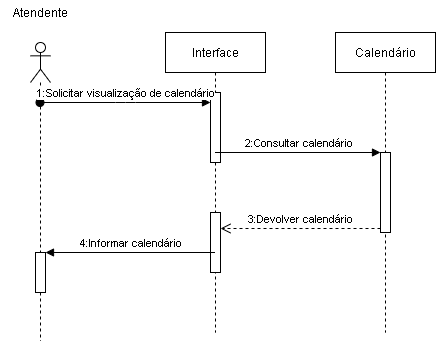 Atendente
Interface
Calendário
1:Solicitar visualização de calendário
2:Consultar calendário
3:Devolver calendário
4:Informar calendário